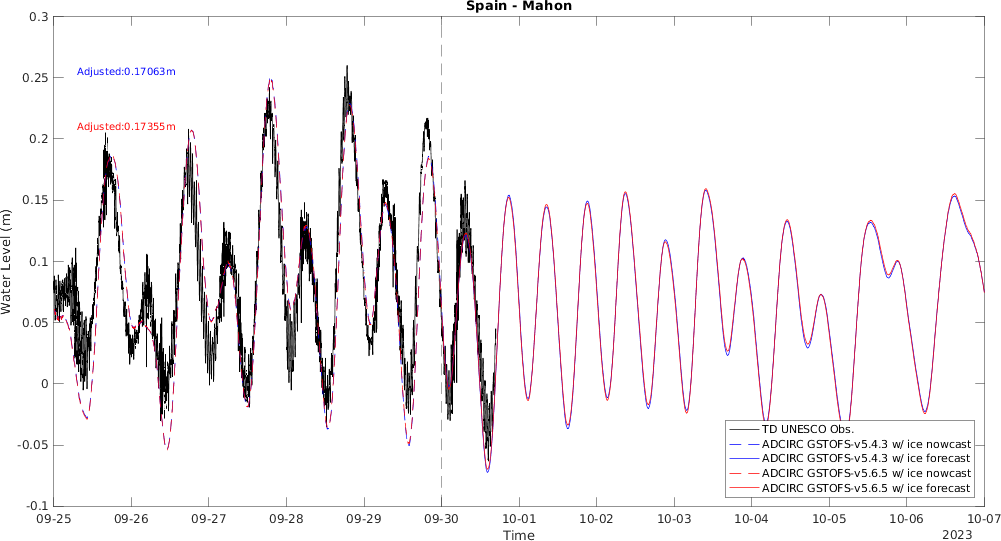 Spain - Mahon
0.3
0.25
0.2
0.15
0.1
0.05
0
-0.05
-0.1
Water Level (m)
Adjusted:0.17063m
Adjusted:0.17355m
TD UNESCO Obs.
ADCIRC GSTOFS-v5.4.3 w/ ice nowcast
ADCIRC GSTOFS-v5.4.3 w/ ice forecast
ADCIRC GSTOFS-v5.6.5 w/ ice nowcast
ADCIRC GSTOFS-v5.6.5 w/ ice forecast
09-25 09-26 09-27 09-28 09-29 09-30 10-01 10-02 10-03 10-04 10-05 10-06 10-07
Time
2023